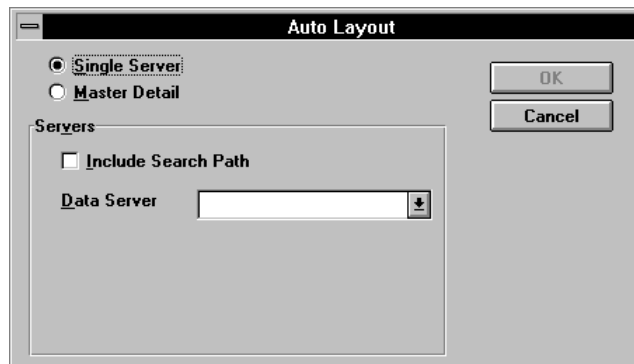 Auto Layout
Single Server
Master Detail
OK
Cancel
Servers
Include Search Path
Data Server